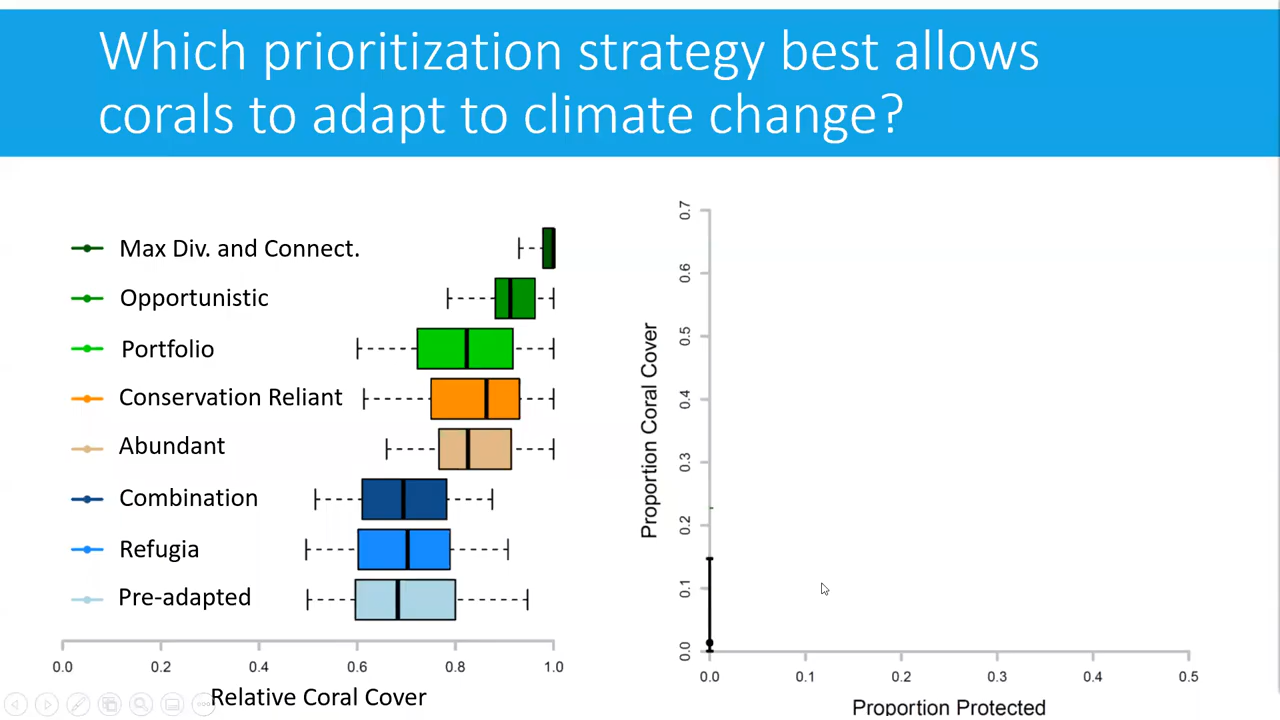 Which prioritization strategy best allows
corals to adapt to climate change?
Max Div. and Connect.
Opportunistic
Portfolio
Conservation Reliant
Abundant
Combination
Refugia
Pre-adapted
0.0 0.2 0.4 0.6 0.8 1.0
Relative Coral Cover
Proportion Coral Cover
0.7
0.6
0.5
0.4
0.3
0.2
0.1
0.0
0.0 0.1 0.2 0.3 0.4 0.5
Proportion Protected